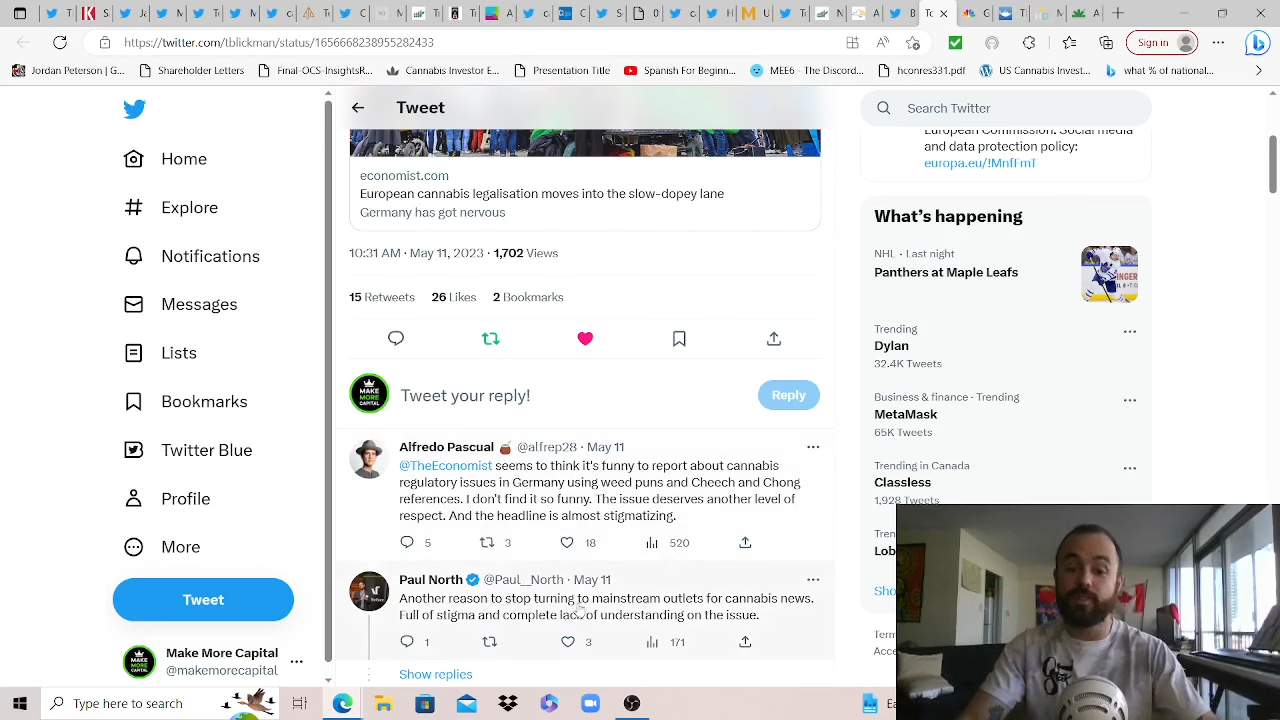 https://twitter.com/tblickman/status/1656668238955282433
Sign in
Jordan Peterson | G...
Shareholder Letters
Final-OCS-InsightsR...
Cannabis Investor F...
Presentation Title
Spanish For Beginn...
MEE6 - The Discord...
hconres331.pdf
US Cannabis policy...
% of national...
Home
Explore
Notifications
Messages
Lists
Bookmarks
Twitter Blue
Profile
More
Tweet
Make More Capital
@makemorecapital
Tweet
economist.com
European cannabis legalisation moves into the slow-dopey lane
Germany has got nervous
10:31 AM · May 11, 2023 · 1,702 Views
15 Retweets 26 Likes 2 Bookmarks
MAKE
MORE
CAPITAL
Tweet your reply!
Reply
Alfredo Pascual @alfrep28 · May 11
@TheEconomist seems to think it's funny to report about cannabis
regulatory issues in Germany using weed puns and Cheech and Chong
references. I don't find it so funny. The issue deserves another level of
respect. And the headline is almost stigmatizing.
5 3 18 520
Paul North @Paul__North · May 11
Another reason to stop turning to mainstream outlets for cannabis news.
Full of stigma and complete lack of understanding on the issue.
1 3 171
Show replies
Search Twitter
European Commission. Social media
and data protection policy:
europa.eu/!MnfFmT
What's happening
NHL · Last night
Panthers at Maple Leafs
Trending
Dylan
32.4K Tweets
Business & finance · Trending
MetaMask
65K Tweets
Trending in Canada
Classless
1,928 Tweets
Type here to search